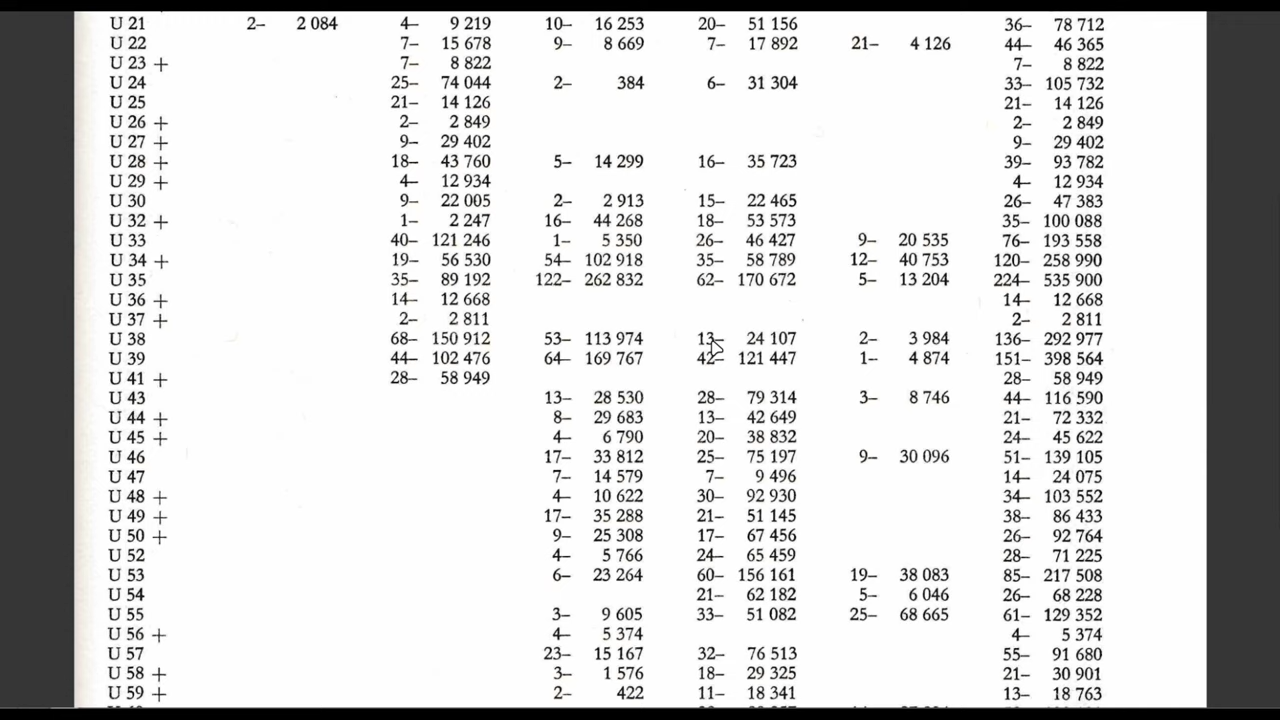 U 21 2– 2 084 4– 9 219 10– 16 253 20– 51 156 36– 78 712
U 22 7– 15 678 9– 8 669 7– 17 892 21– 4 126 44– 46 365
U 23 + 7– 8 822 7– 8 822
U 24 25– 74 044 2– 384 6– 31 304 33– 105 732
U 25 21– 14 126 21– 14 126
U 26 + 2– 2 849 2– 2 849
U 27 + 9– 29 402 9– 29 402
U 28 + 18– 43 760 5– 14 299 16– 35 723 39– 93 782
U 29 + 4– 12 934 4– 12 934
U 30 9– 22 005 2– 2 913 15– 22 465 26– 47 383
U 32 + 1– 2 247 16– 44 268 18– 53 573 35– 100 088
U 33 40– 121 246 1– 5 350 26– 46 427 9– 20 535 76– 193 558
U 34 + 19– 56 530 54– 102 918 35– 58 789 12– 40 753 120– 258 990
U 35 35– 89 192 122– 262 832 62– 170 672 5– 13 204 224– 535 900
U 36 + 14– 12 668 14– 12 668
U 37 + 2– 2 811 2– 2 811
U 38 68– 150 912 53– 113 974 13– 24 107 2– 3 984 136– 292 977
U 39 44– 102 476 64– 169 767 42– 121 447 1– 4 874 151– 398 564
U 41 + 28– 58 949 28– 58 949
U 43 13– 28 530 28– 79 314 3– 8 746 44– 116 590
U 44 + 8– 29 683 13– 42 649 21– 72 332
U 45 + 4– 6 790 20– 38 832 24– 45 622
U 46 17– 33 812 25– 75 197 9– 30 096 51– 139 105
U 47 7– 14 579 7– 9 496 14– 24 075
U 48 + 4– 10 622 30– 92 930 34– 103 552
U 49 + 17– 35 288 21– 51 145 38– 86 433
U 50 + 9– 25 308 17– 67 456 26– 92 764
U 52 4– 5 766 24– 65 459 28– 71 225
U 53 6– 23 264 60– 156 161 19– 38 083 85– 217 508
U 54 21– 62 182 5– 6 046 26– 68 228
U 55 3– 9 605 33– 51 082 25– 68 665 61– 129 352
U 56 + 4– 5 374 4– 5 374
U 57 23– 15 167 32– 76 513 55– 91 680
U 58 + 3– 1 576 18– 29 325 21– 30 901
U 59 + 2– 422 11– 18 341 13– 18 763